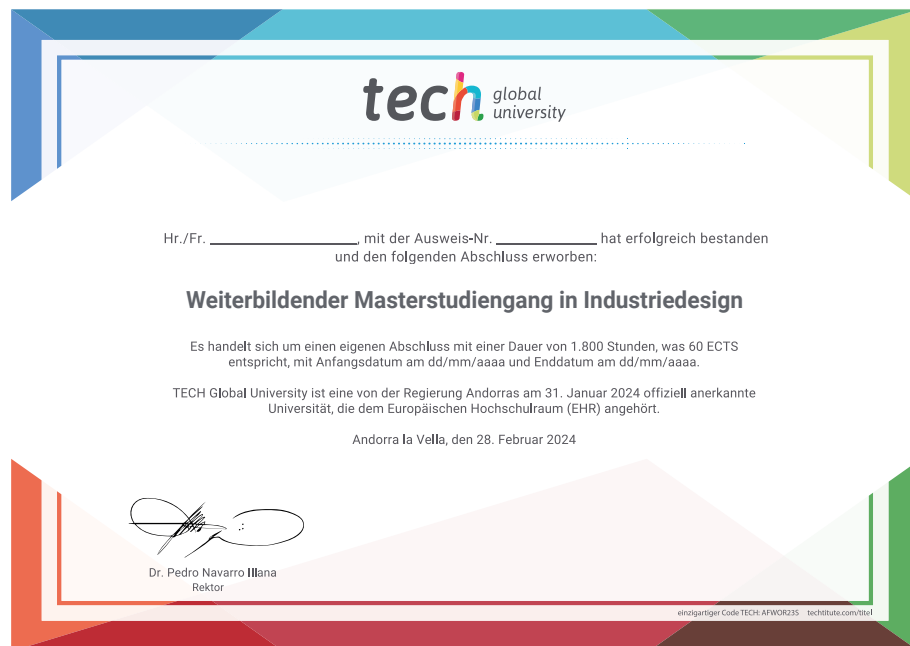 tech global
university
Hr./Fr. ______________________, mit der Ausweis-Nr. _______________ hat erfolgreich bestanden
und den folgenden Abschluss erworben:
Weiterbildender Masterstudiengang in Industriedesign
Es handelt sich um einen eigenen Abschluss mit einer Dauer von 1.800 Stunden, was 60 ECTS
entspricht, mit Anfangsdatum am dd/mm/aaaa und Enddatum am dd/mm/aaaa.
TECH Global University ist eine von der Regierung Andorras am 31. Januar 2024 offiziell anerkannte
Universität, die dem Europäischen Hochschulraum (EHR) angehört.
Andorra la Vella, den 28. Februar 2024
Dr. Pedro Navarro Illana
Rektor
einzigartiger Code TECH: AFWOR23S techtitute.com/titel